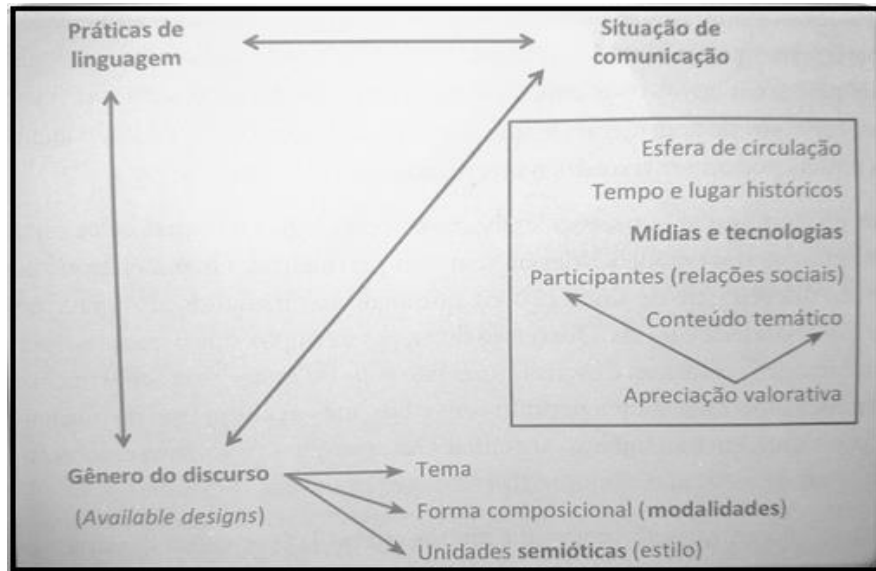 Práticas de
linguagem
Situação de
comunicação
Esfera de circulação
Tempo e lugar históricos
Mídias e tecnologias
Participantes (relações sociais)
Conteúdo temático
Apreciação valorativa
Gênero do discurso
(Available designs)
Tema
Forma composicional (modalidades)
Unidades semióticas (estilo)